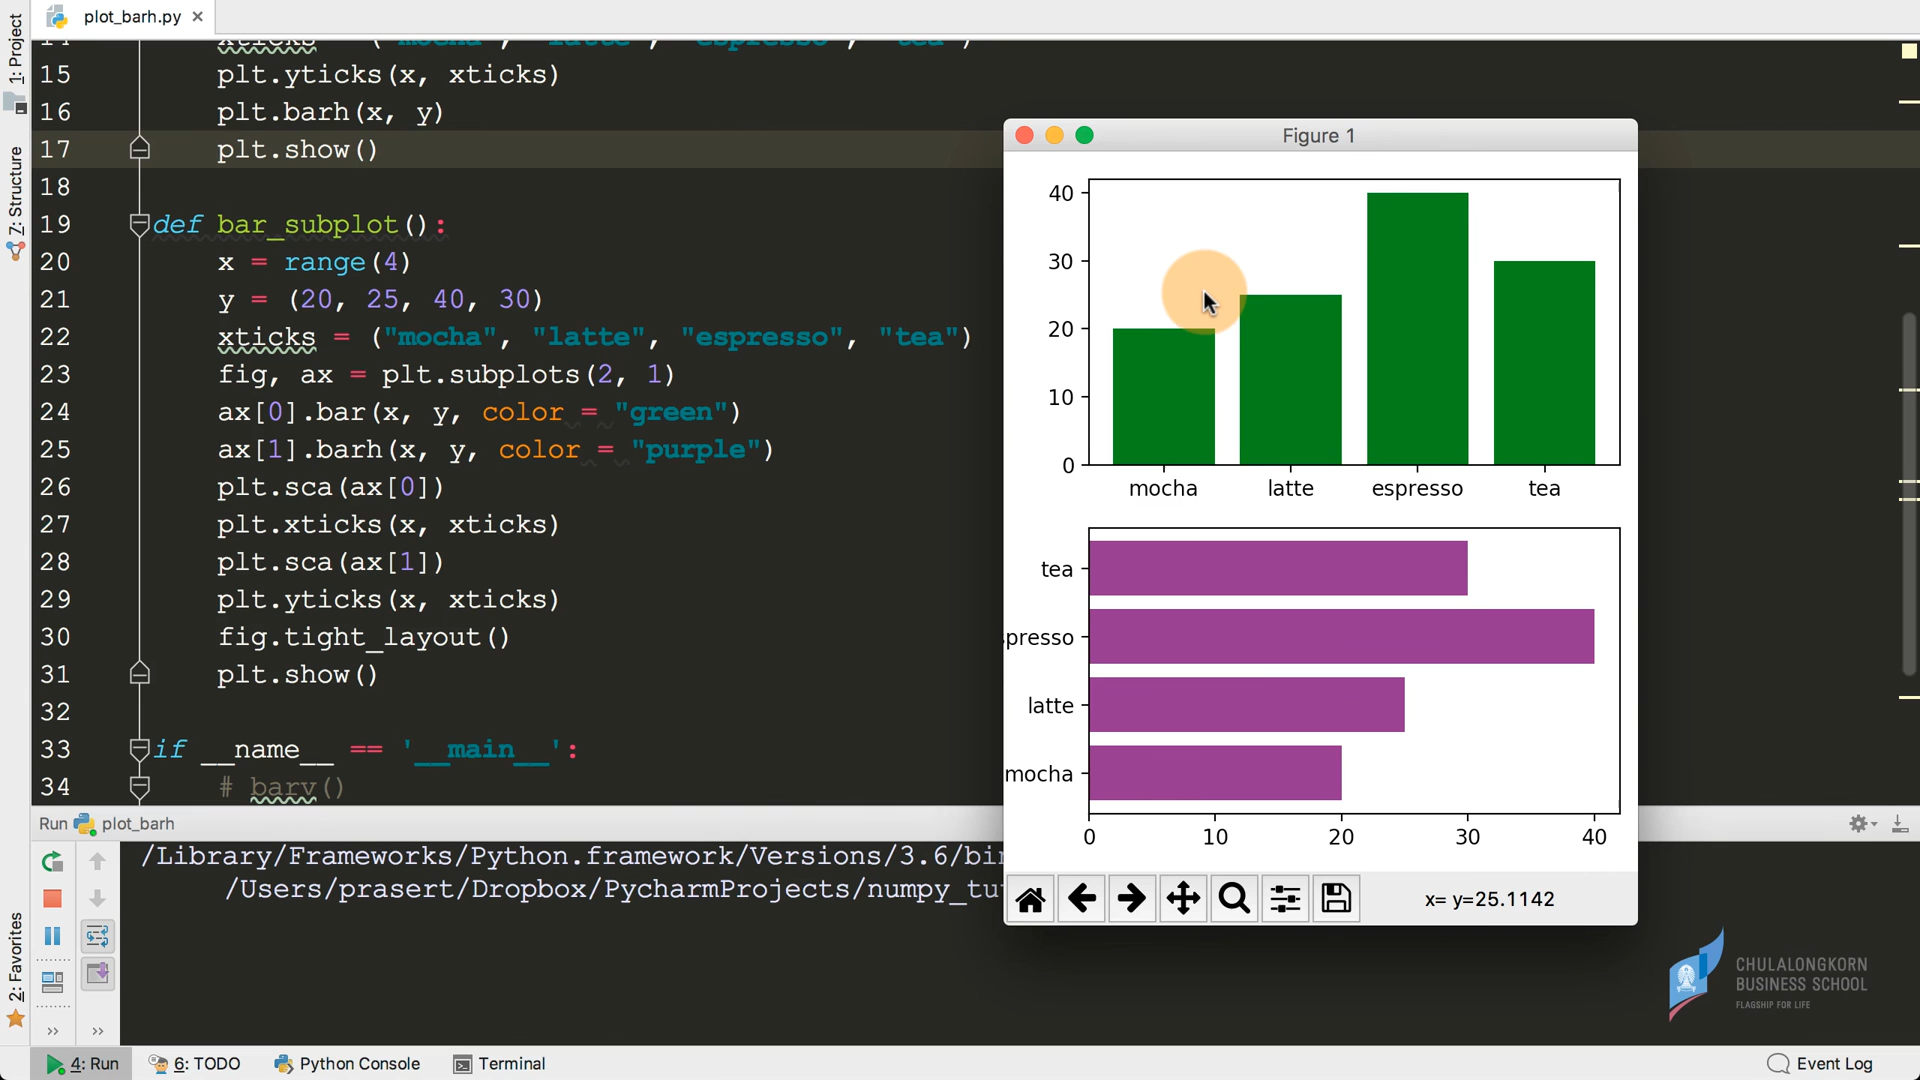 plot_barh.py
1: Project
7: Structure
2: Favorites
xticks = ("mocha", "latte", "espresso", "tea")
15 plt.yticks(x, xticks)
16 plt.barh(x, y)
17 plt.show()
18
19 def bar_subplot():
20 x = range(4)
21 y = (20, 25, 40, 30)
22 xticks = ("mocha", "latte", "espresso", "tea")
23 fig, ax = plt.subplots(2, 1)
24 ax[0].bar(x, y, color = "green")
25 ax[1].barh(x, y, color = "purple")
26 plt.sca(ax[0])
27 plt.xticks(x, xticks)
28 plt.sca(ax[1])
29 plt.yticks(x, xticks)
30 fig.tight_layout()
31 plt.show()
32
33 if __name__ == '__main__':
34 # barv()
Figure 1
40
30
20
10
0
mocha latte espresso tea
tea
spresso
latte
mocha
0 10 20 30 40
x= y=25.1142
Run plot_barh
/Library/Frameworks/Python.framework/Versions/3.6/bin
/Users/prasert/Dropbox/PycharmProjects/numpy_tu
CHULALONGKORN
BUSINESS SCHOOL
FLAGSHIP FOR LIFE
4: Run 6: TODO Python Console Terminal Event Log